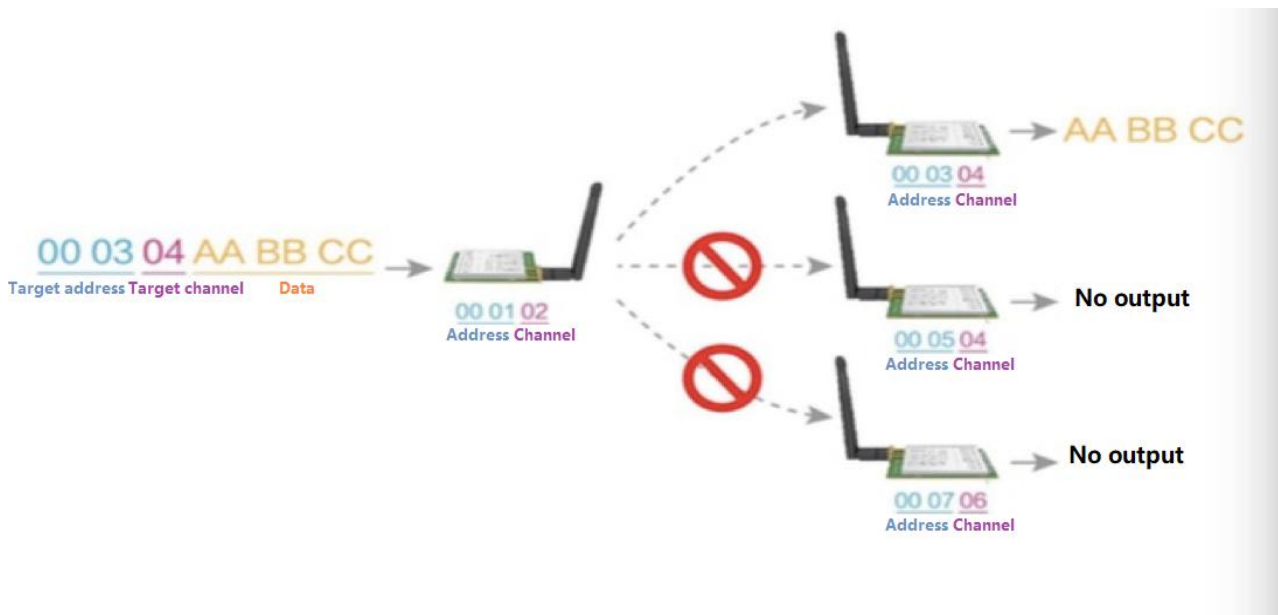 00 03 04 AA BB CC
Target address Target channel Data
00 01 02
Address Channel
AA BB CC
00 03 04
Address Channel
No output
00 05 04
Address Channel
No output
00 07 06
Address Channel